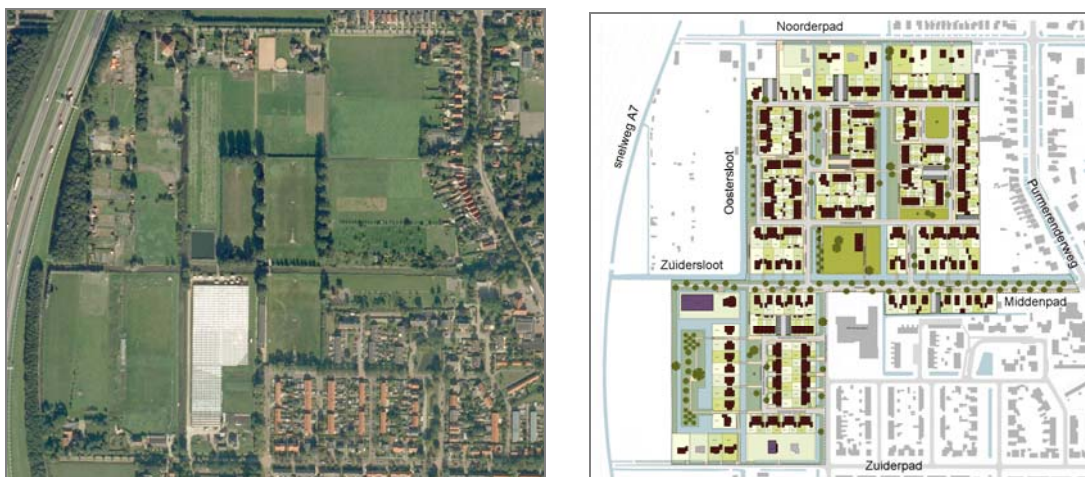 Noorderpad
snelweg A7
Oostersloot
Purmerenderweg
Zuidersloot
Middenpad
Zuiderpad